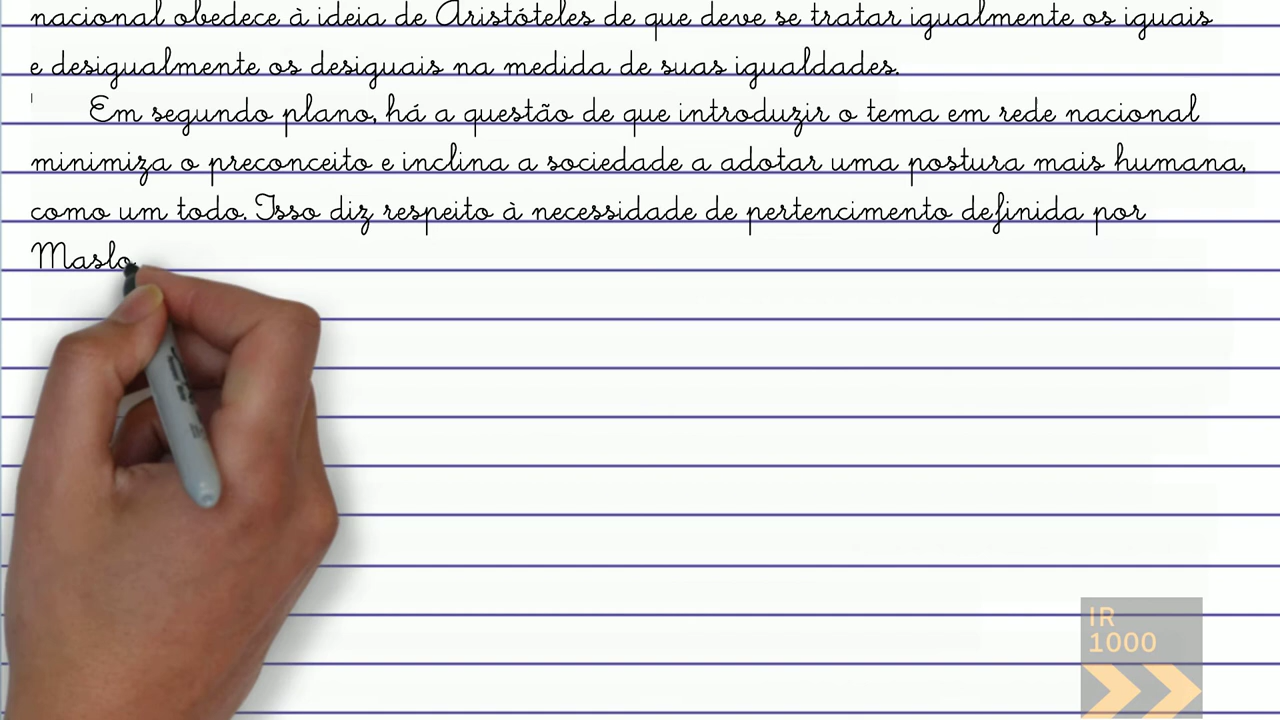 nacional obedece à ideia de Aristóteles de que deve se tratar igualmente os iguais
e desigualmente os desiguais na medida de suas igualdades.
Em segundo plano, há a questão de que introduzir o tema em rede nacional
minimiza o preconceito e inclina a sociedade a adotar uma postura mais humana,
como um todo. Isso diz respeito à necessidade de pertencimento definida por
Maslo
IR
1000